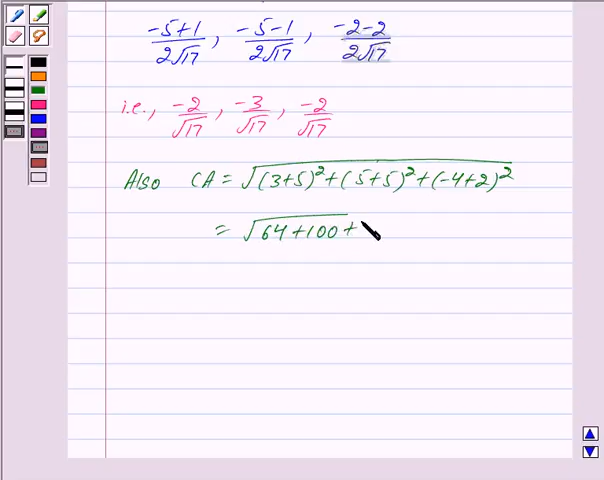 -5+1/2√17, -5-1/2√17, -2-2/2√17
i.e., -2/√17, -3/√17, -2/√17
Also CA = √(3+5)²+(5+5)²+(-4+2)²
= √64+100+